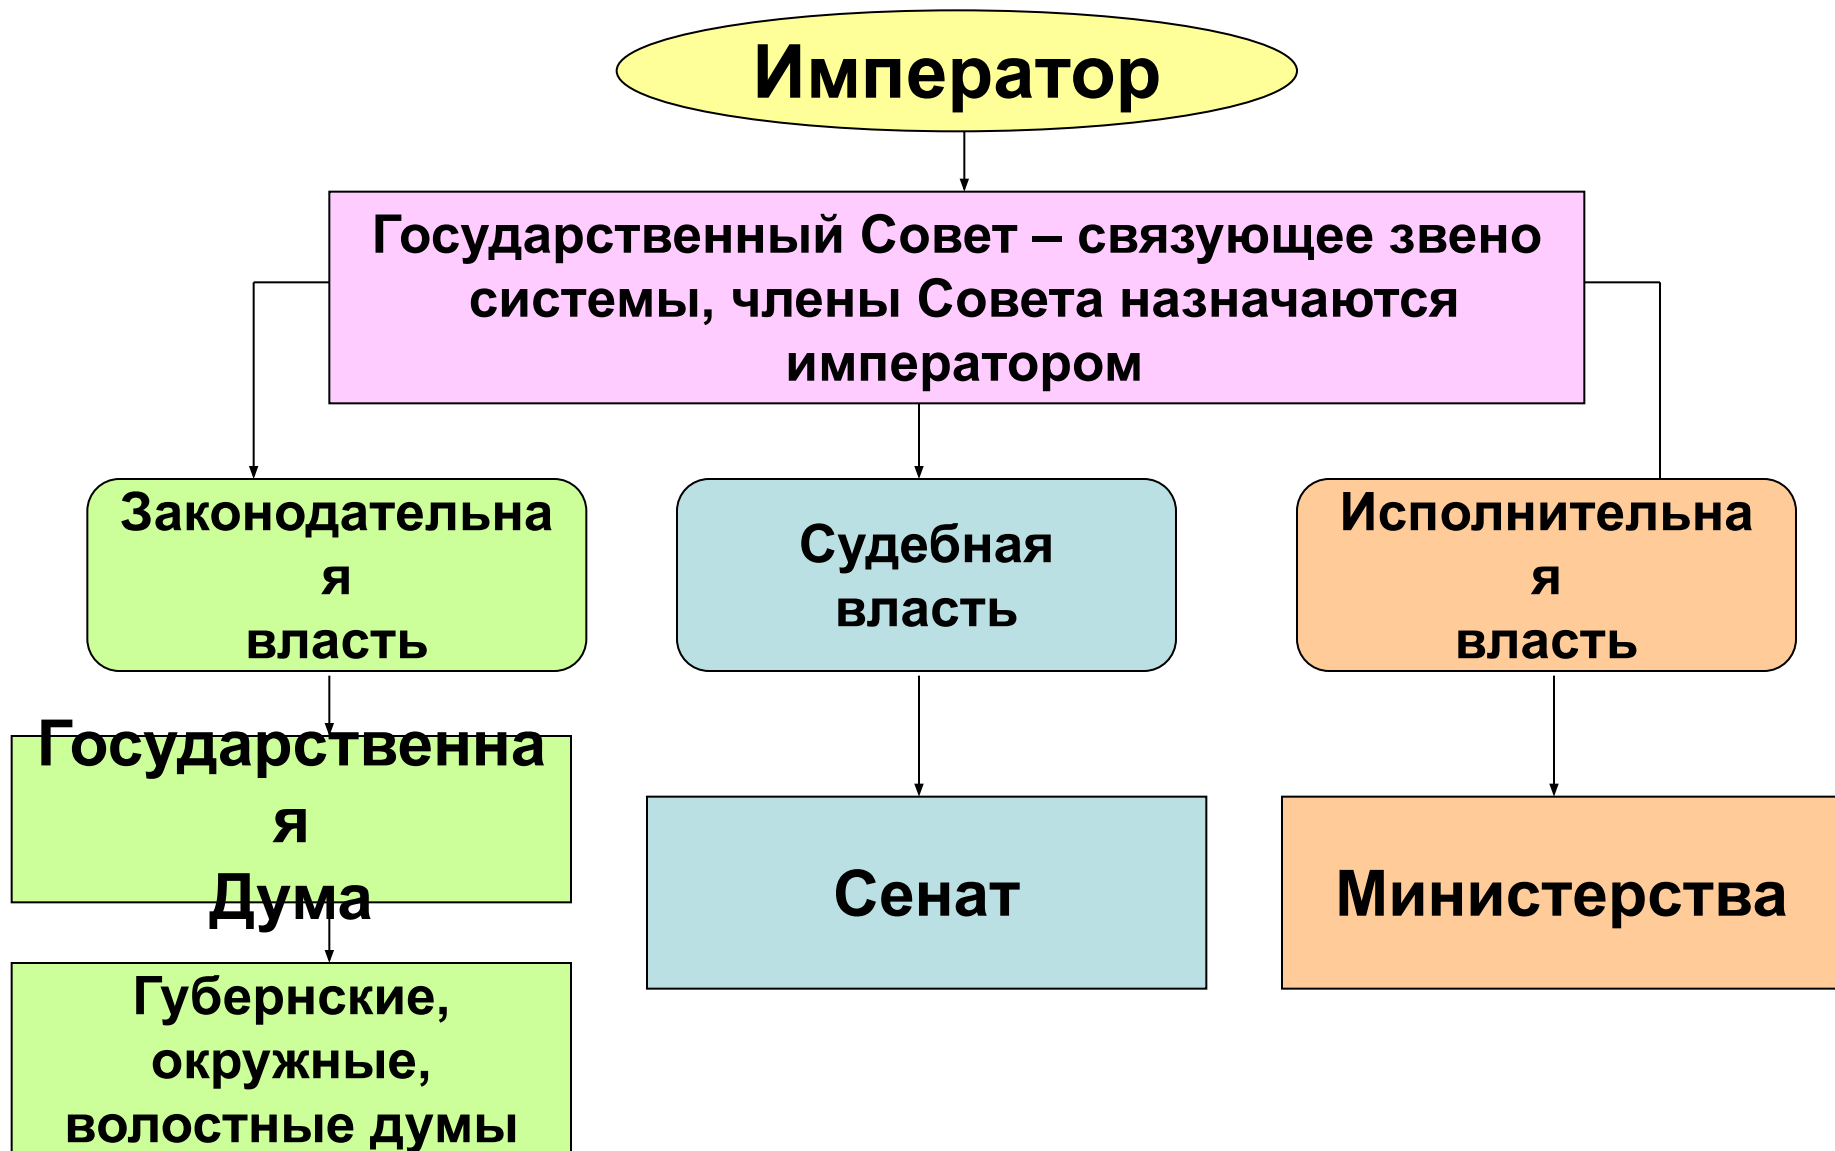 Император
Государственный Совет – связующее звено
системы, члены Совета назначаются
императором
Законодательна
я
власть
Судебная
власть
Исполнительна
я
власть
Государственна
я
Дума
Сенат
Министерства
Губернские,
окружные,
волостные думы